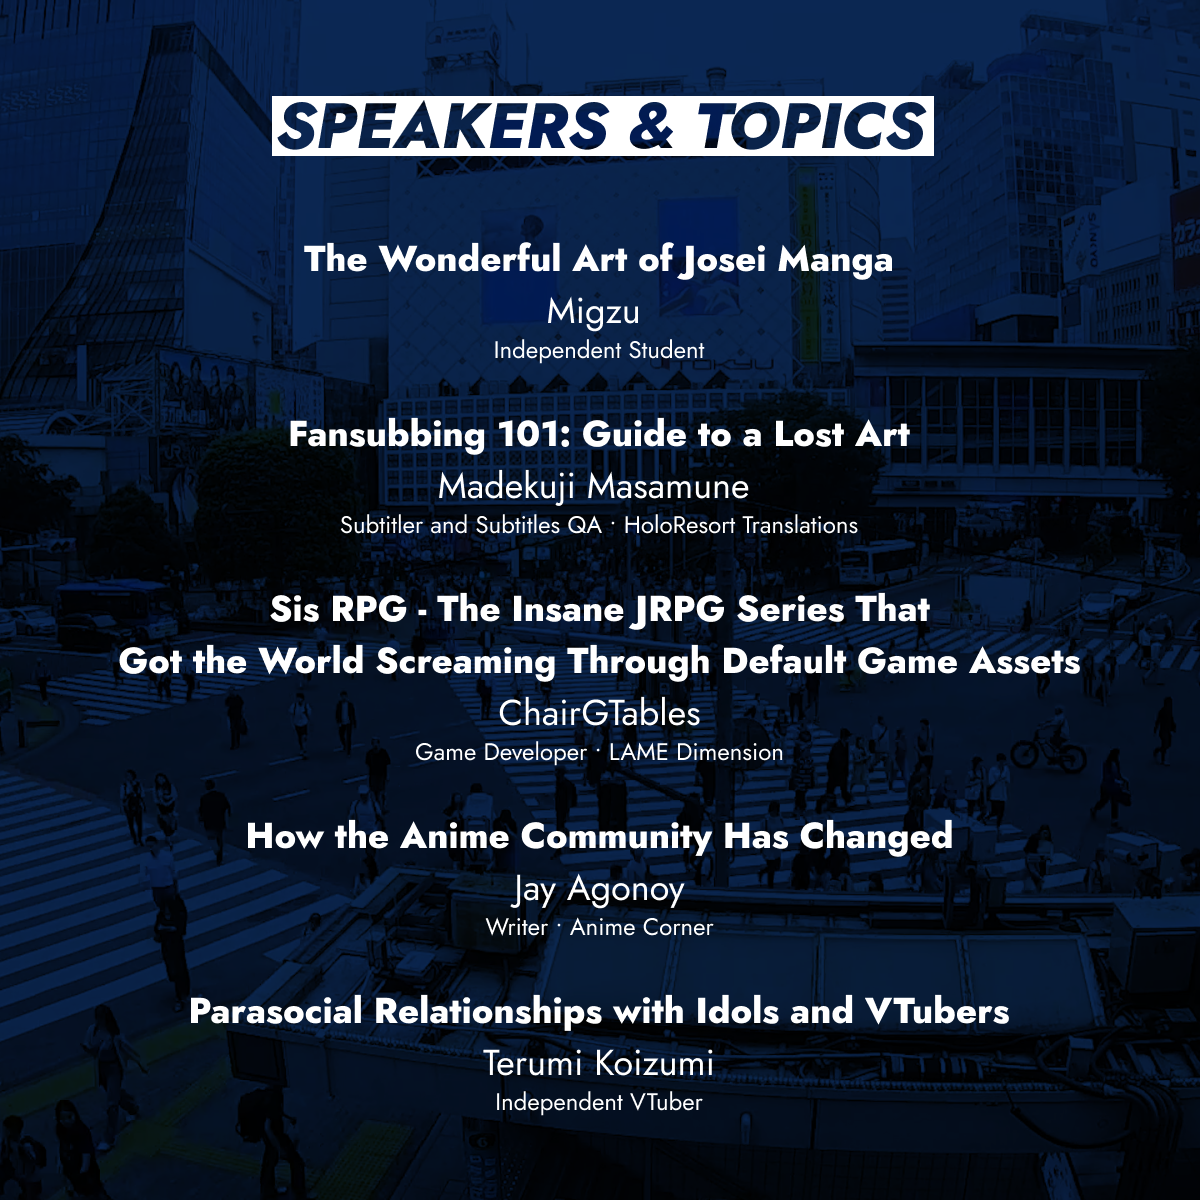 SPEAKERS & TOPICS
The Wonderful Art of Josei Manga
Migzu
Independent Student
Fansubbing 101: Guide to a Lost Art
Madekuji Masamune
Subtitler and Subtitles QA · HoloResort Translations
Sis RPG - The Insane JRPG Series That
Got the World Screaming Through Default Game Assets
ChairGTables
Game Developer · LAME Dimension
How the Anime Community Has Changed
Jay Agonoy
Writer · Anime Corner
Parasocial Relationships with Idols and VTubers
Terumi Koizumi
Independent VTuber